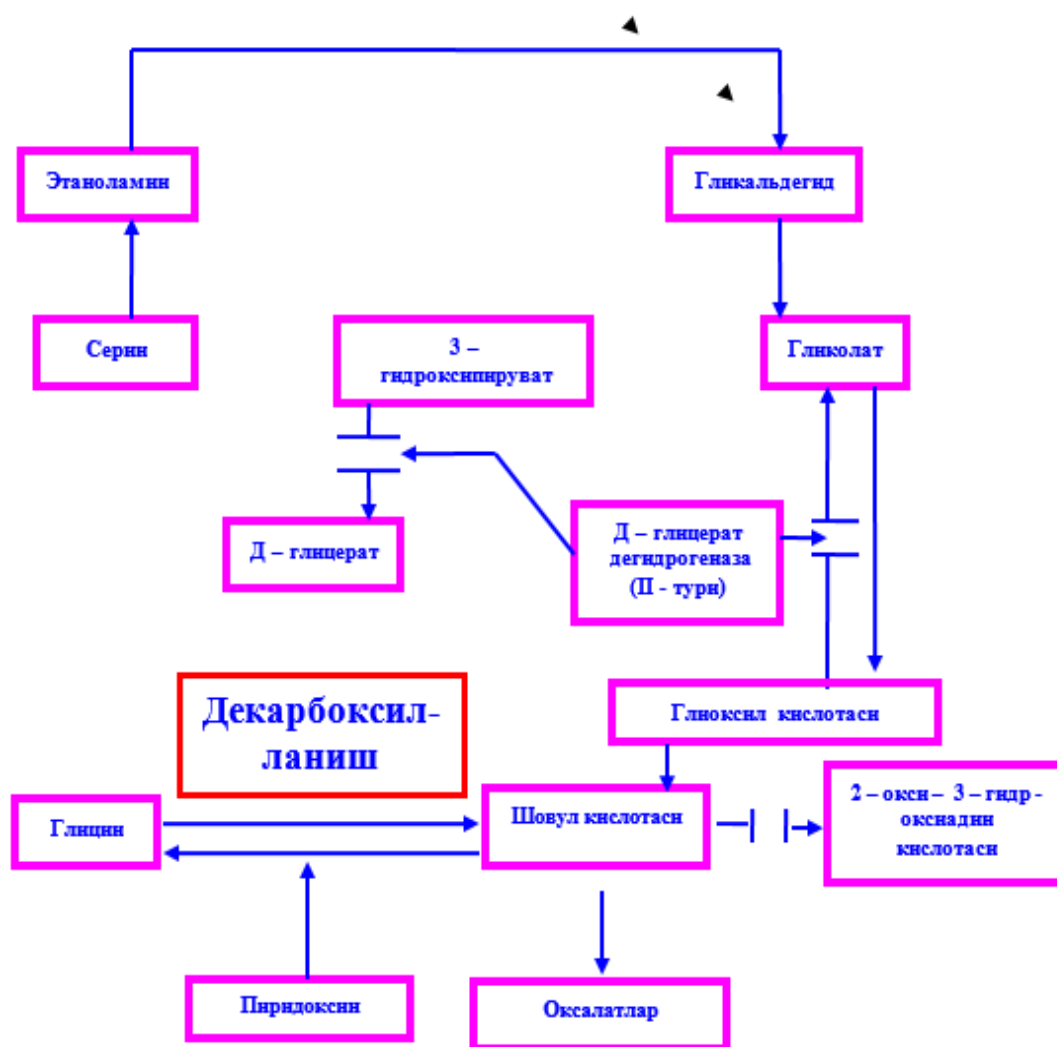 Этаноламин
Гликальдегид
Серин
3 –
гидроксипируват
Гликолат
Д – глицерат
Д – глицерат
дегидрогеназа
(II - тури)
Декарбоксил-
ланиш
Глиоксил кислотаси
Глицин
Шовул кислотаси
2 – окси – 3 – гидр -
оксиадин
кислотаси
Пиридоксин
Оксалатлар